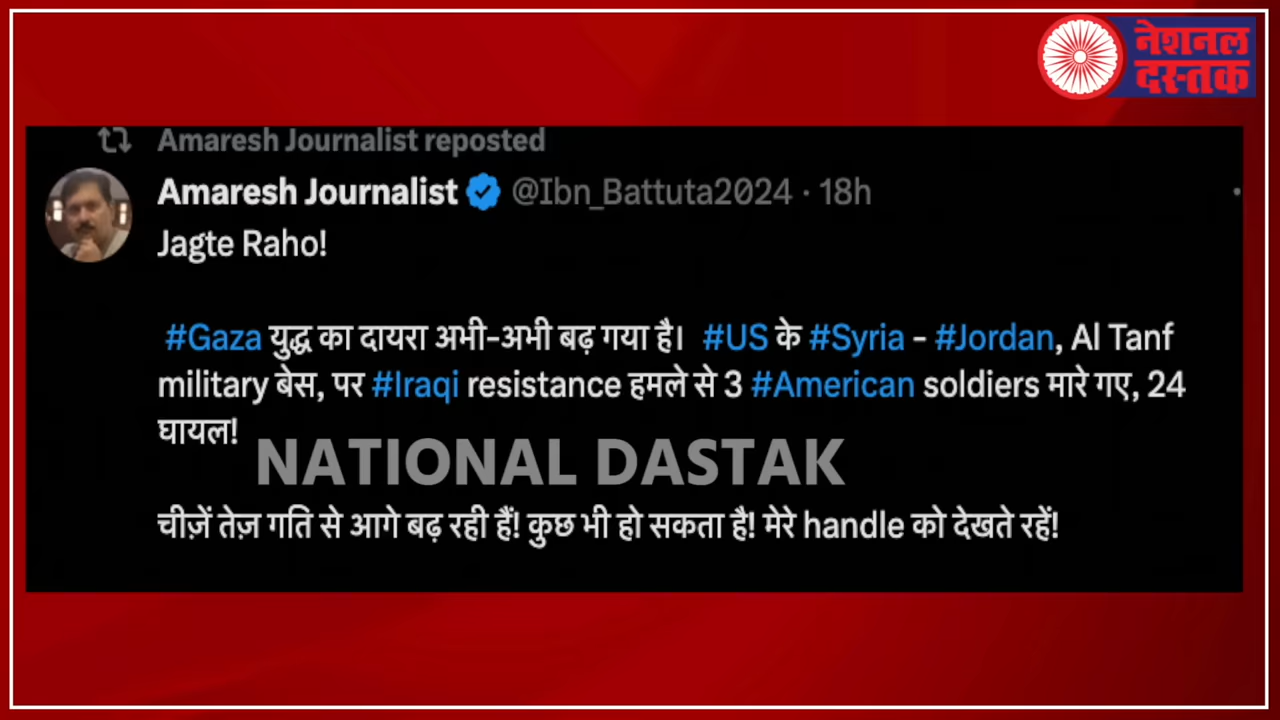 नेशनल
दस्तक
Amaresh Journalist reposted
Amaresh Journalist @Ibn_Battuta2024 · 18h
Jagte Raho!
#Gaza युद्ध का दायरा अभी-अभी बढ़ गया है। #US के #Syria - #Jordan, Al Tanf
military बेस, पर #Iraqi resistance हमले से 3 #American soldiers मारे गए, 24
घायल!
NATIONAL DASTAK
चीज़ें तेज़ गति से आगे बढ़ रही हैं! कुछ भी हो सकता है! मेरे handle को देखते रहें!